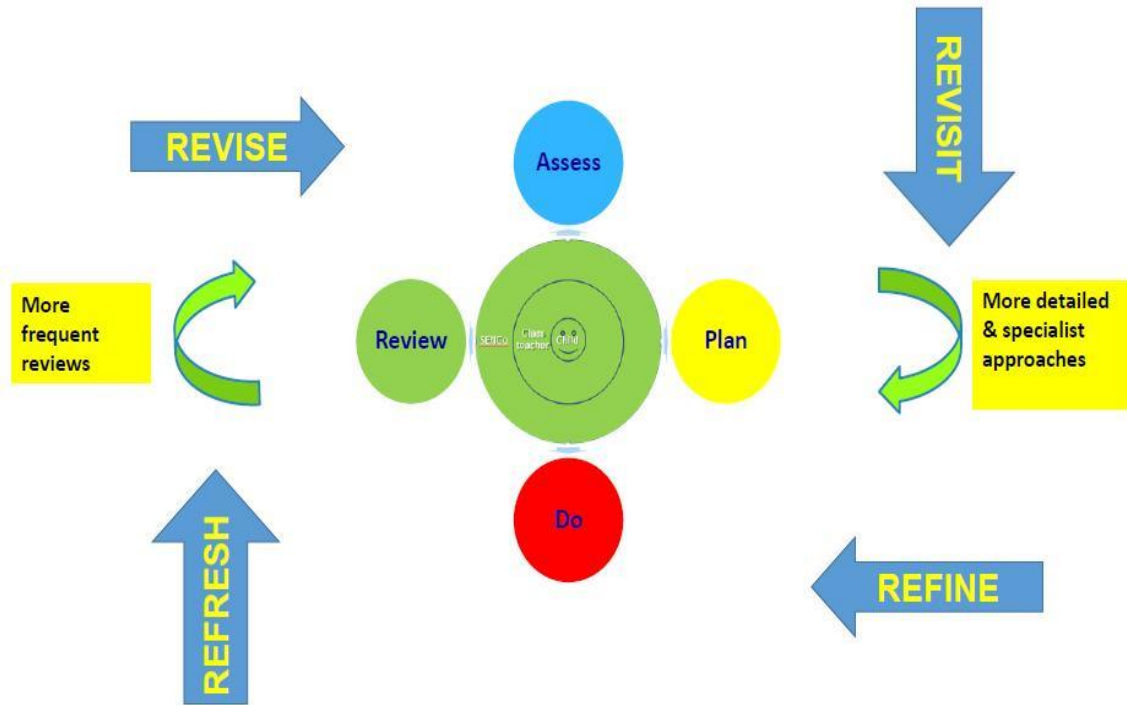 REVISIT
REVISE
Assess
More
frequent
reviews
Review
SENCo
Class
teacher
Child
Plan
More detailed
& specialist
approaches
Do
REFRESH
REFINE